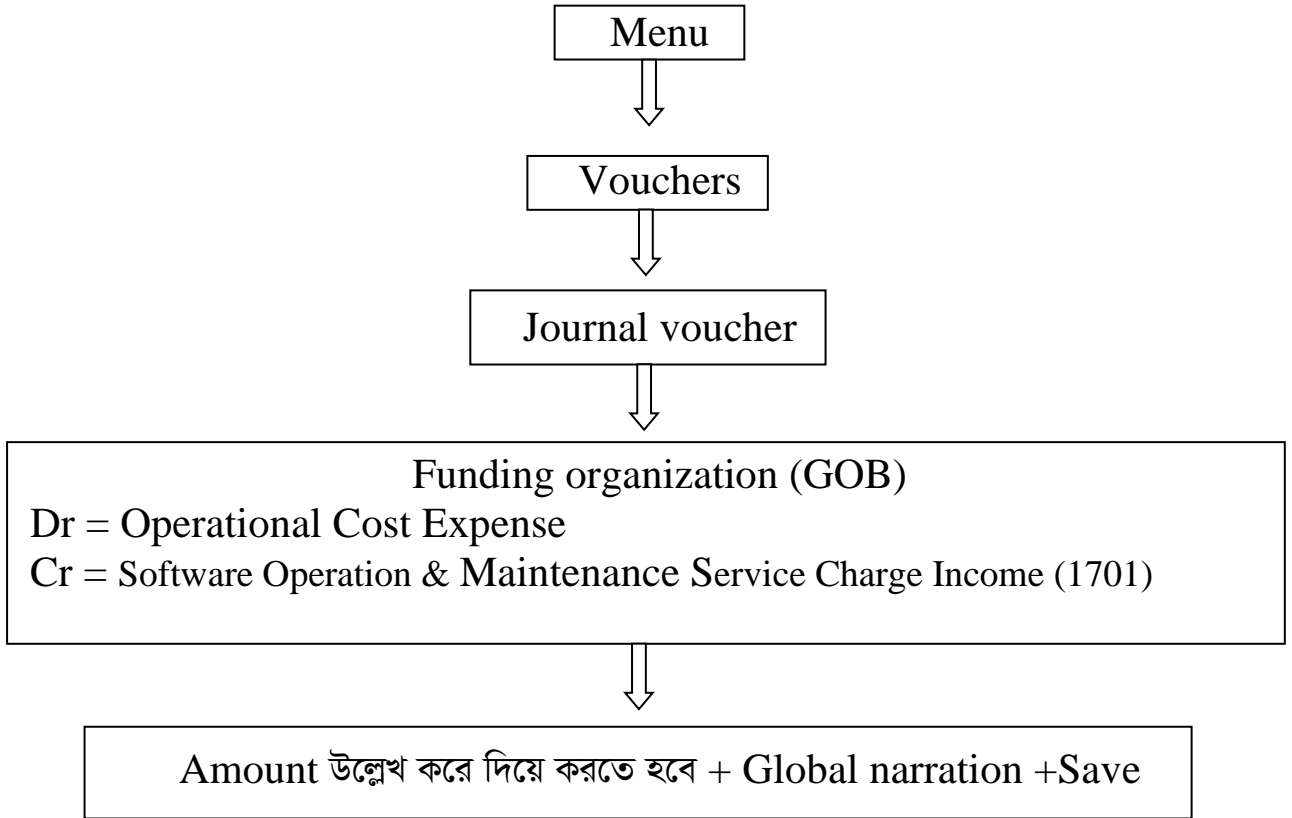 Menu
Vouchers
Journal voucher
Funding organization (GOB)
Dr = Operational Cost Expense
Cr = Software Operation & Maintenance Service Charge Income (1701)
Amount উল্লেখ করে দিয়ে করতে হবে + Global narration +Save